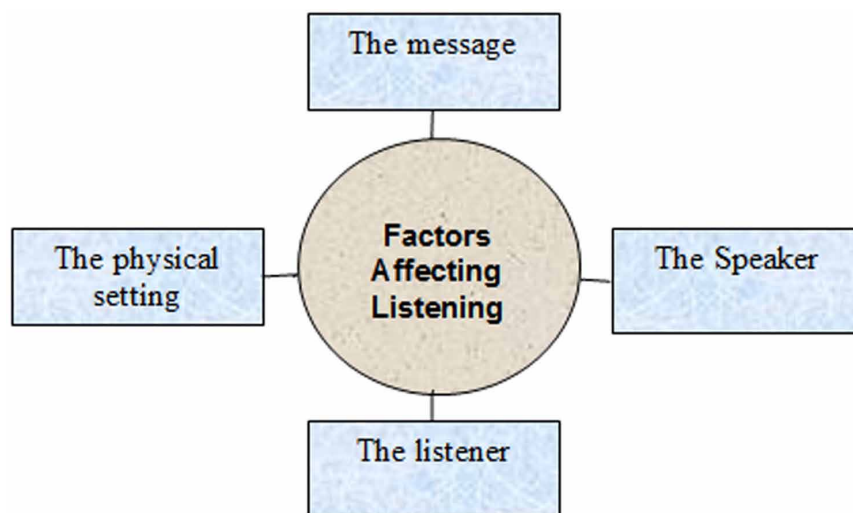 The message
The physical
setting
Factors
Affecting
Listening
The Speaker
The listener